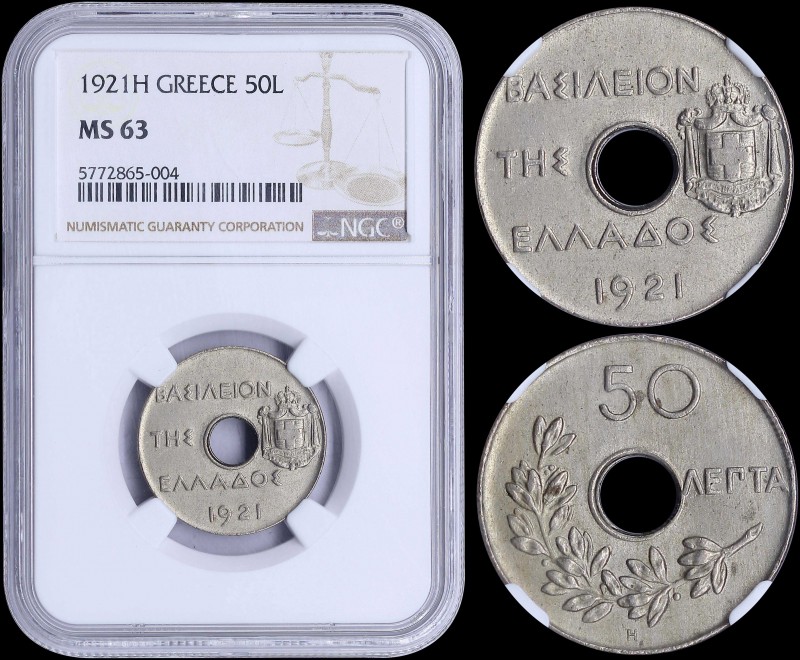 1921H GREECE 50L
MS 63
5772865-004
NUMISMATIC GUARANTY CORPORATION
NGC®
ΒΑΣΙΛΕΙΟΝ
ΤΗΣ
ΕΛΛΑΔΟΣ
1921
ΒΑΣΙΛΕΙΟΝ
ΤΗΣ
ΕΛΛΑΔΟΣ
1921
50
ΛΕΠΤΑ
H